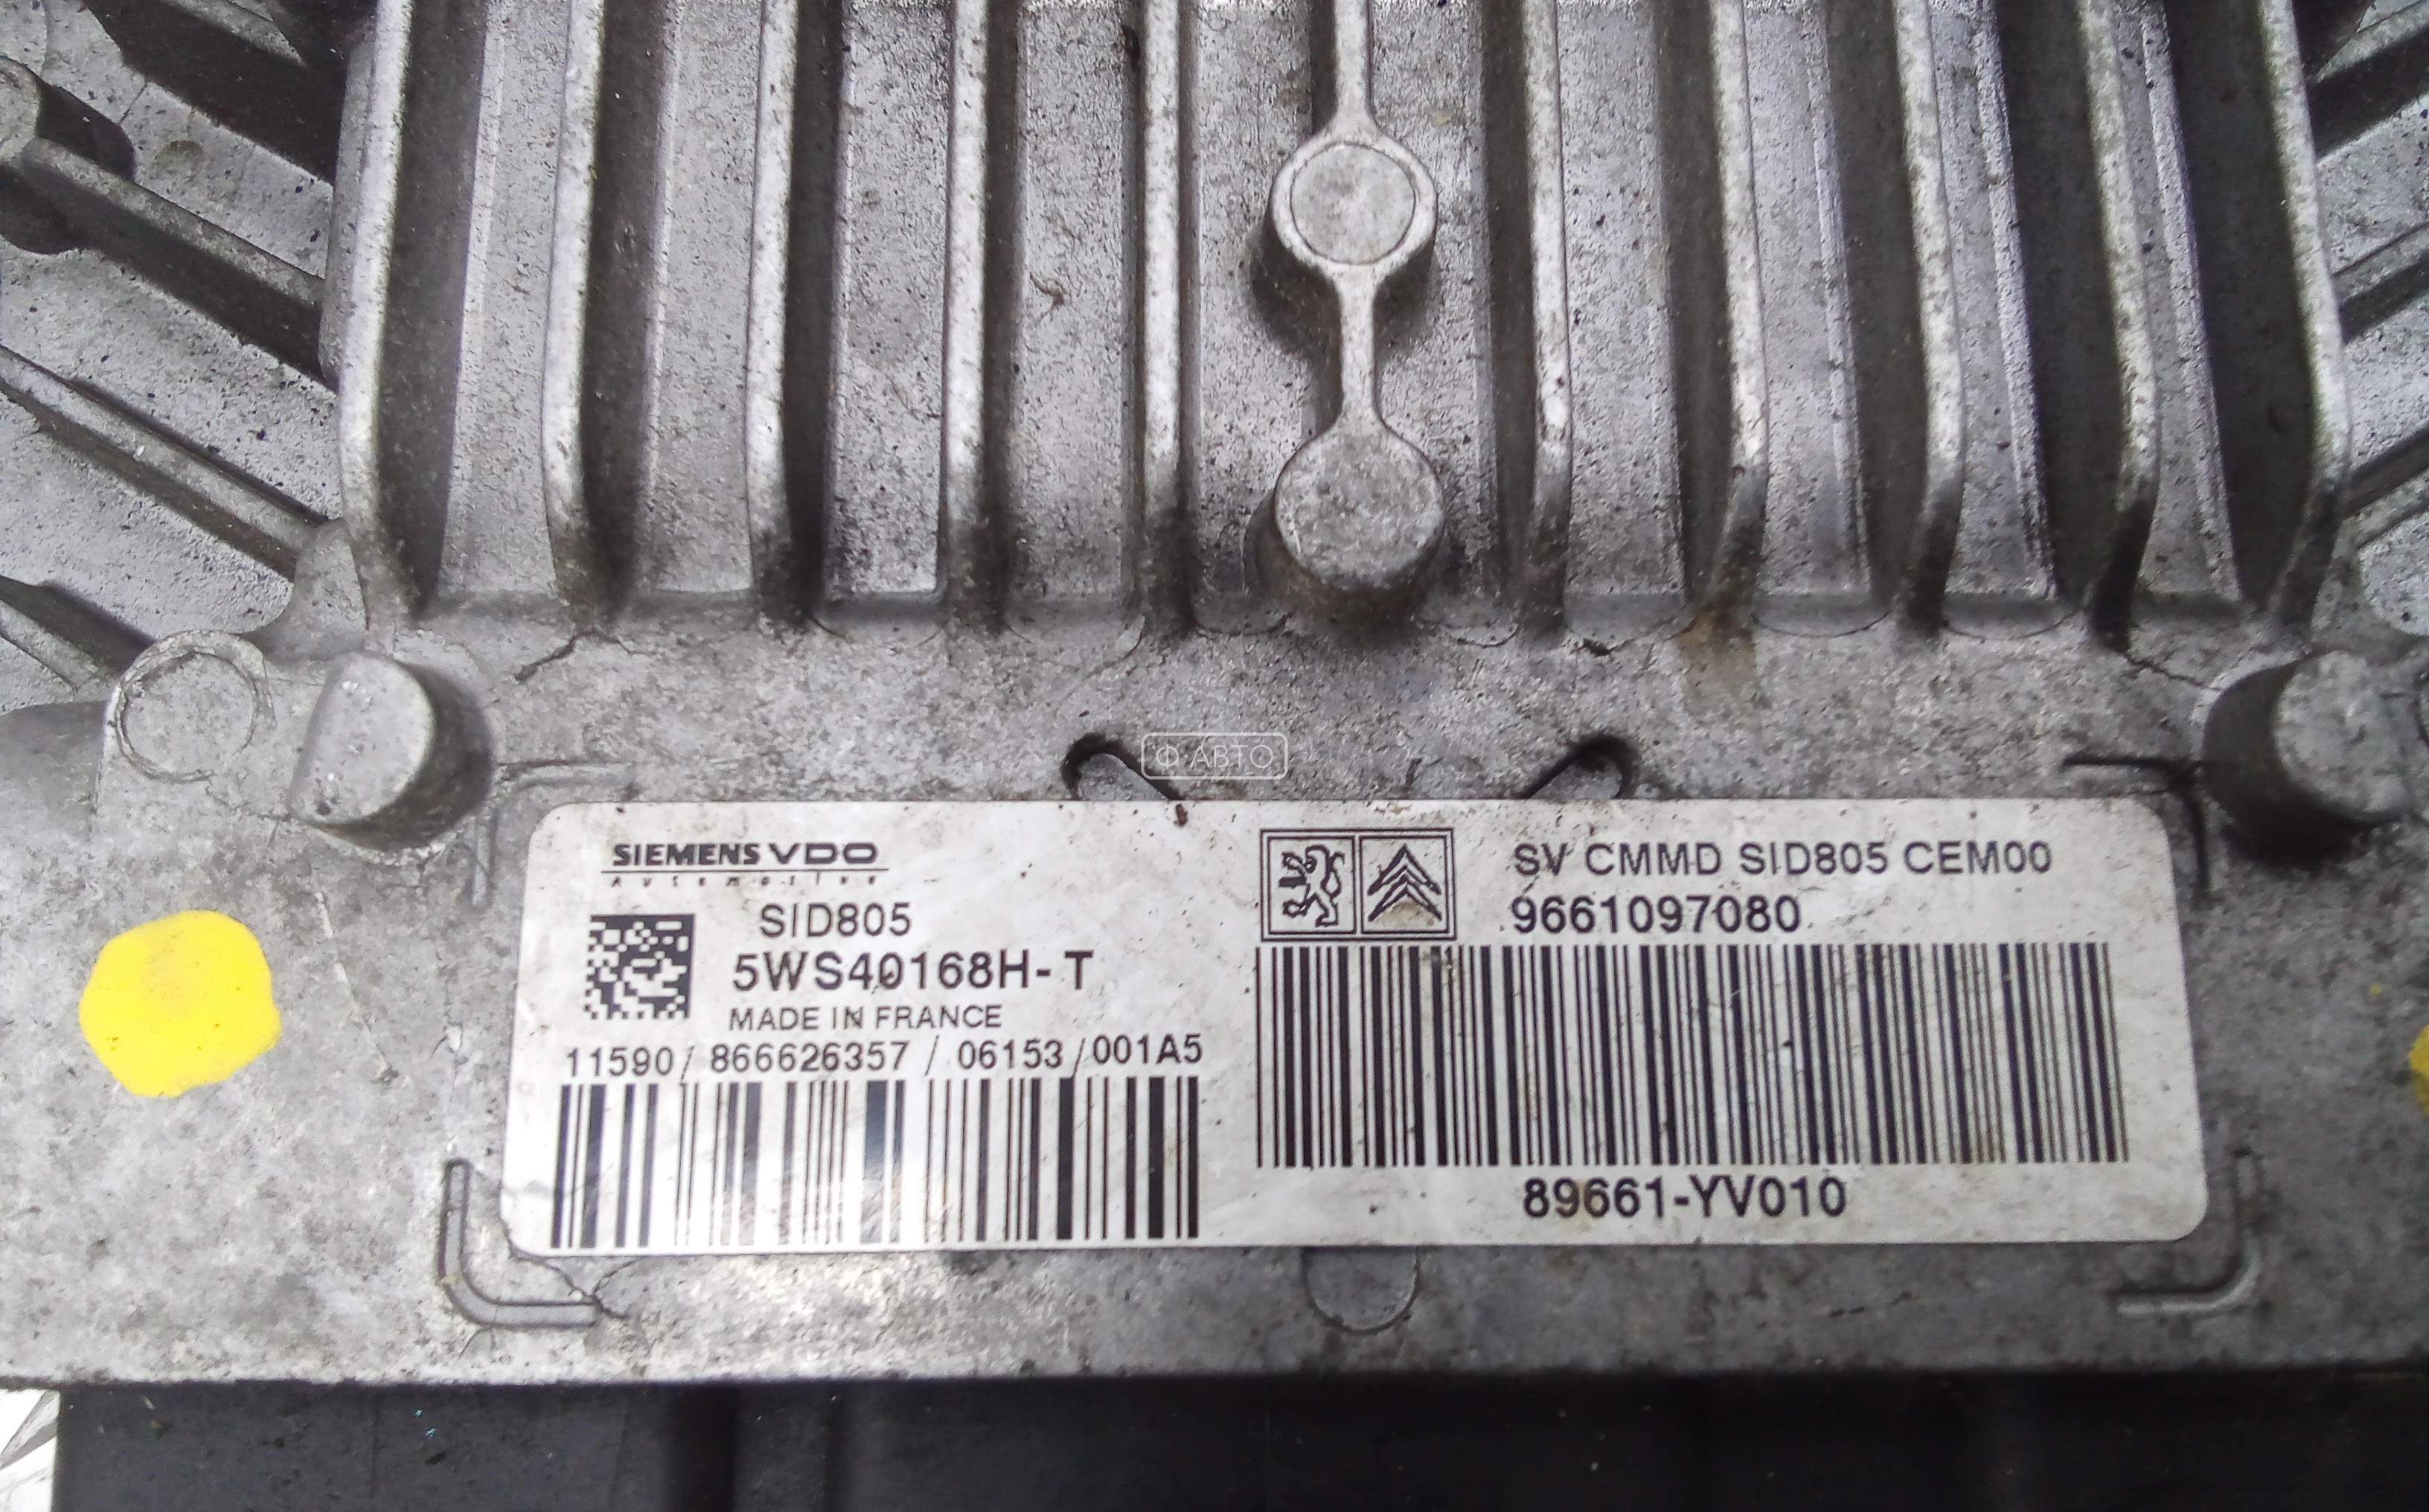 Ф-АВТО
SIEMENS VDO
Automotive
SID805
5WS40168H-T
MADE IN FRANCE
11590/ 866626357 / 06153 /001A5
SV CMMD SID805 CEM00
9661097080
89661-YV010